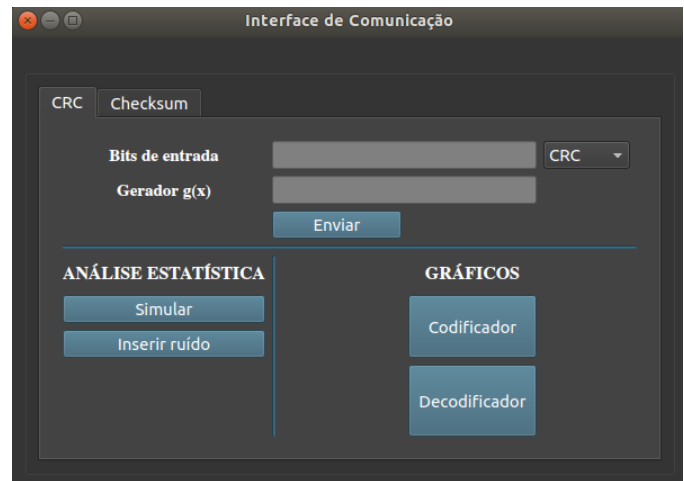 Interface de Comunicação
CRC Checksum
Bits de entrada CRC
Gerador g(x)
Enviar
ANÁLISE ESTATÍSTICA GRÁFICOS
Simular
Codificador
Inserir ruído
Decodificador